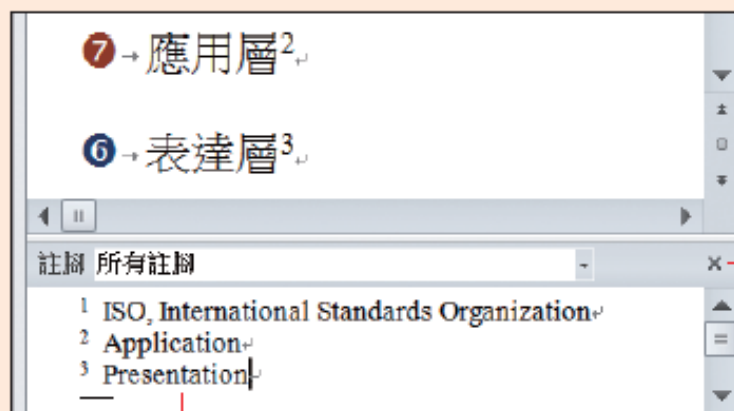 ❼→應用層2
❻→表達層3
註腳 所有註腳
1 ISO, International Standards Organization
2 Application
3 Presentation